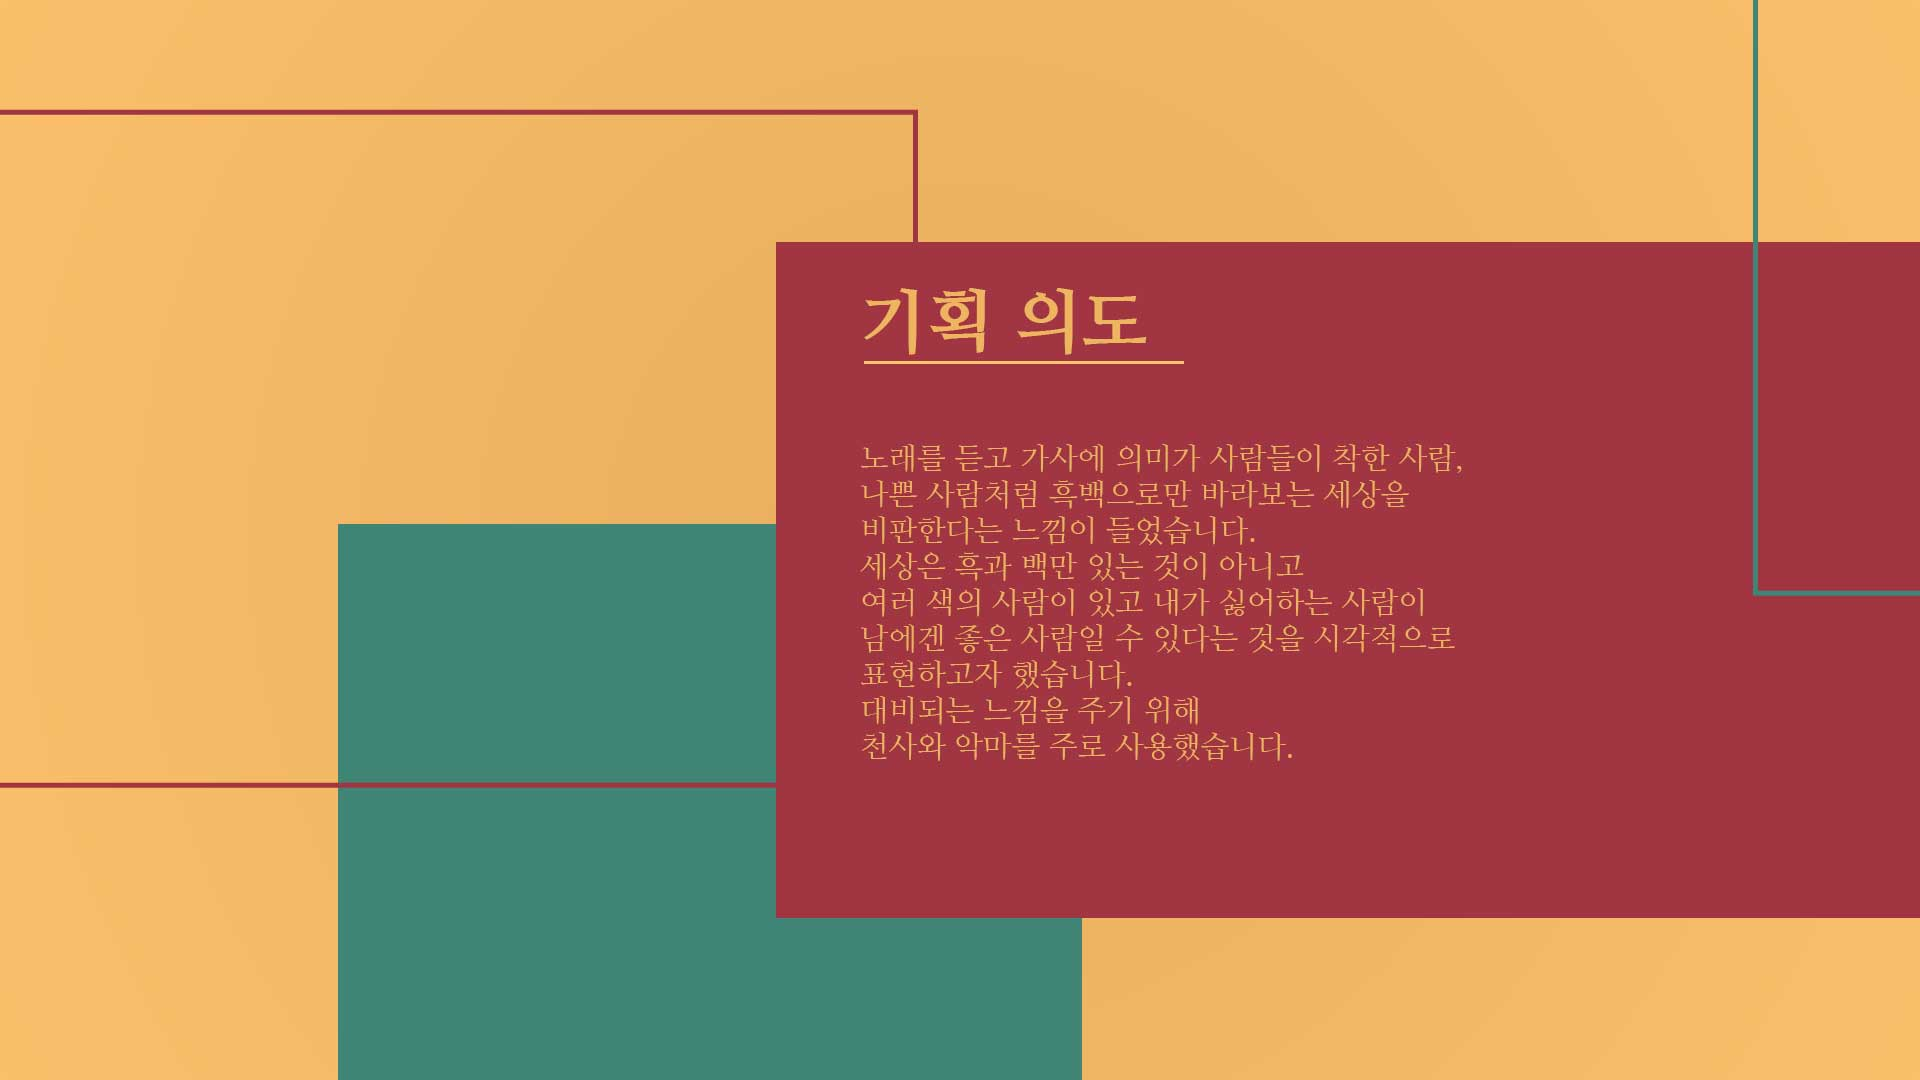 기획 의도
노래를 듣고 가사에 의미가 사람들이 착한 사람,
나쁜 사람처럼 흑백으로만 바라보는 세상을
비판한다는 느낌이 들었습니다.
세상은 흑과 백만 있는 것이 아니고
여러 색의 사람이 있고 내가 싫어하는 사람이
남에겐 좋은 사람일 수 있다는 것을 시각적으로
표현하고자 했습니다.
대비되는 느낌을 주기 위해
천사와 악마를 주로 사용했습니다.